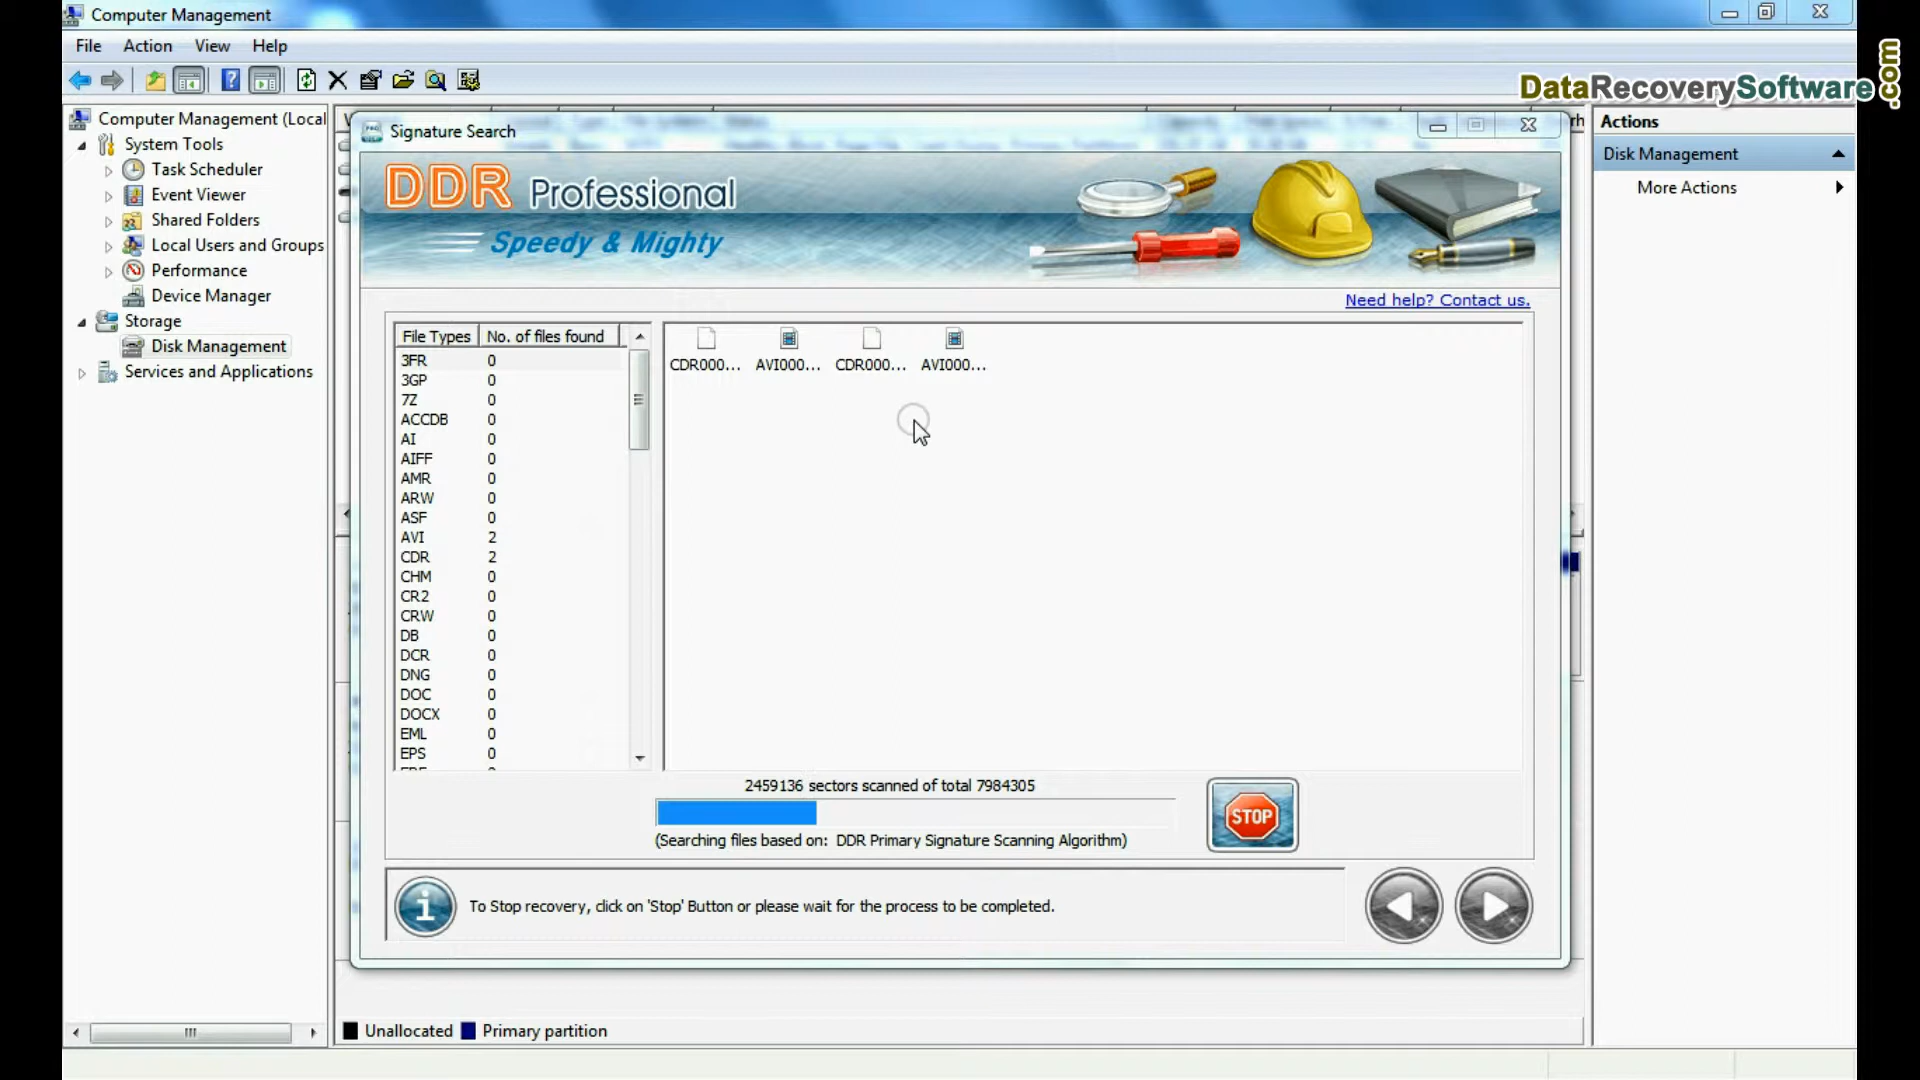 Computer Management
File Action View Help
DataRecoverySoftware.com
Computer Management (Local
System Tools
Task Scheduler
Event Viewer
Shared Folders
Local Users and Groups
Performance
Device Manager
Storage
Disk Management
Services and Applications
Signature Search
DDR Professional
Speedy & Mighty
Need help? Contact us.
File Types No. of files found
3FR 0
3GP 0
7Z 0
ACCDB 0
AI 0
AIFF 0
AMR 0
ARW 0
ASF 0
AVI 2
CDR 2
CHM 0
CR2 0
CRW 0
DB 0
DCR 0
DNG 0
DOC 0
DOCX 0
EML 0
EPS 0
CDR000... AVI000... CDR000... AVI000...
2459136 sectors scanned of total 7984305
STOP
(Searching files based on: DDR Primary Signature Scanning Algorithm)
To Stop recovery, click on 'Stop' Button or please wait for the process to be completed.
Unallocated Primary partition
Actions
Disk Management
More Actions